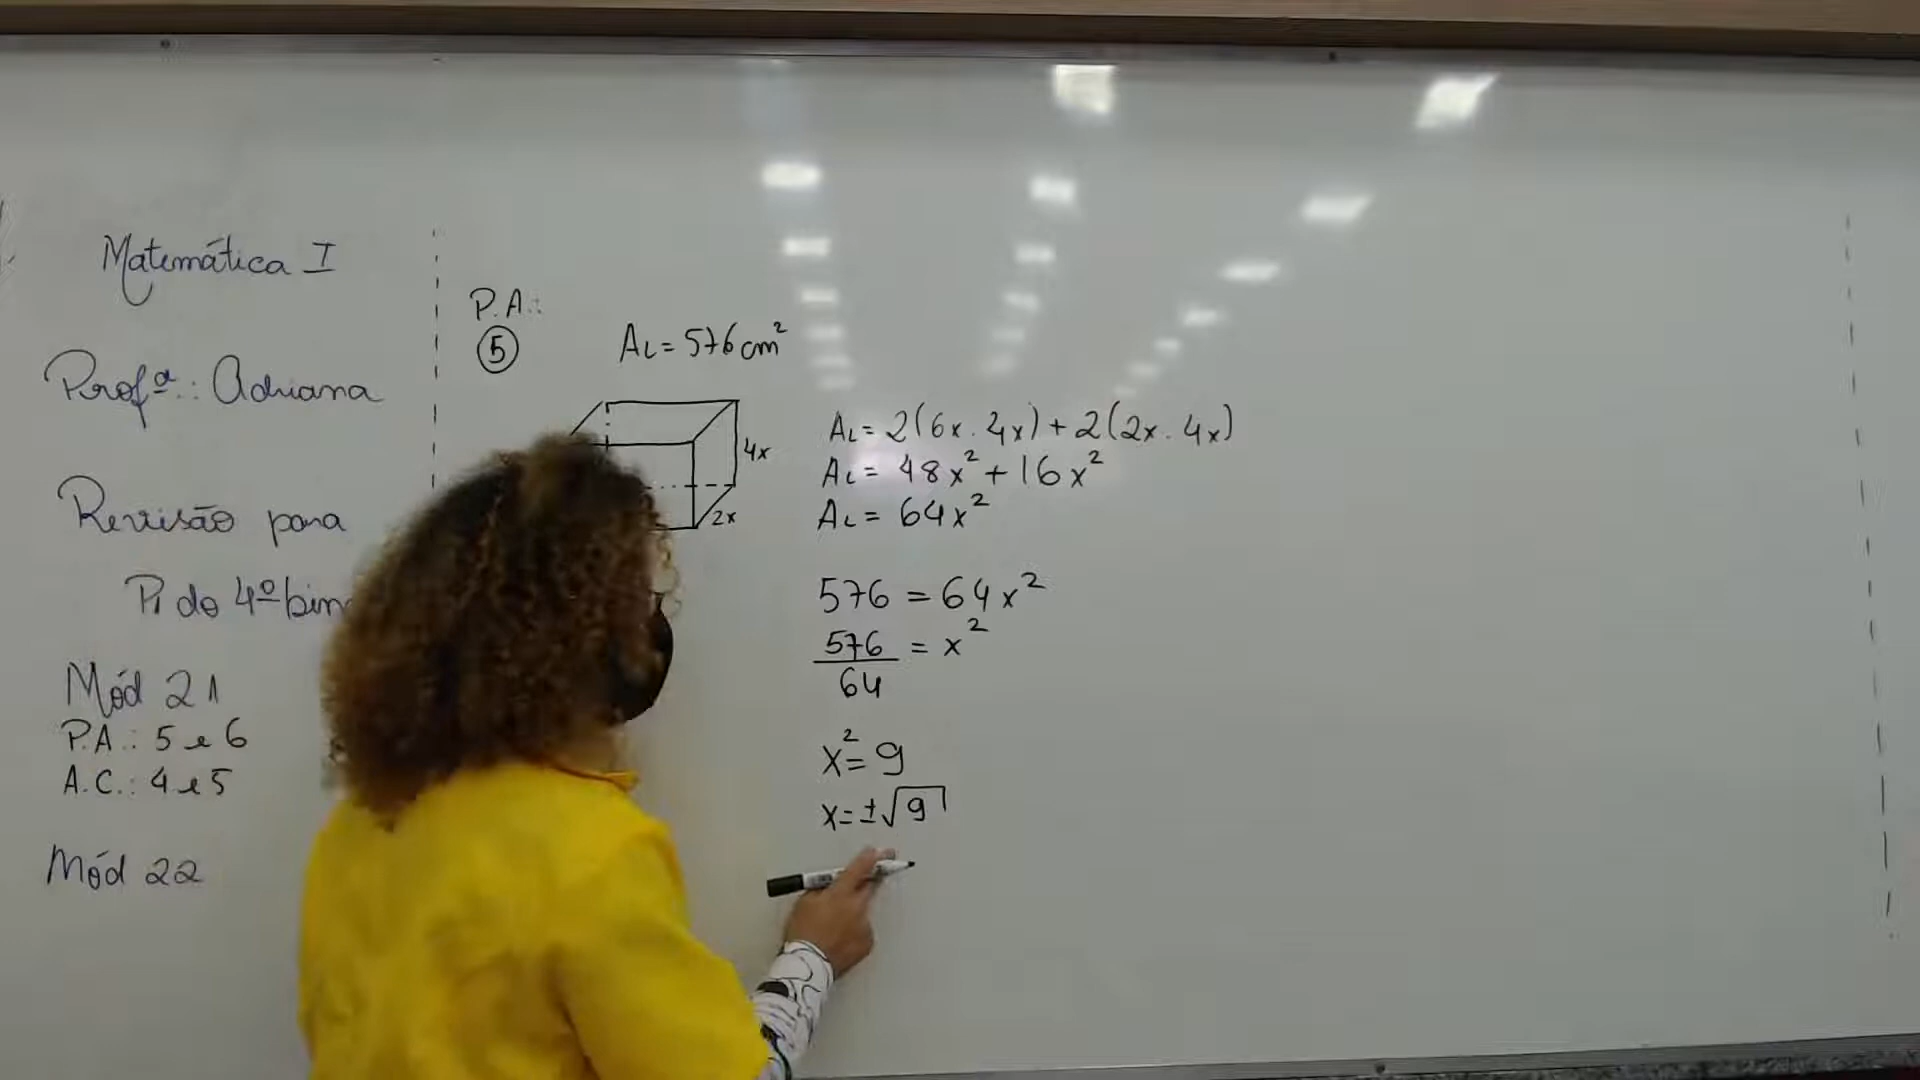 Matemática I
Profª.: Adriana
Revisão para
P1 do 4º bim
Mód 21
P.A.: 5 e 6
A.C.: 4 e 5
Mód 22
P.A.:
5
AL = 576 cm²
4x
2x
AL = 2(6x . 4x) + 2(2x . 4x)
AL = 48x² + 16x²
AL = 64x²
576 = 64x²
576/64 = x²
x² = 9
x = ±√9